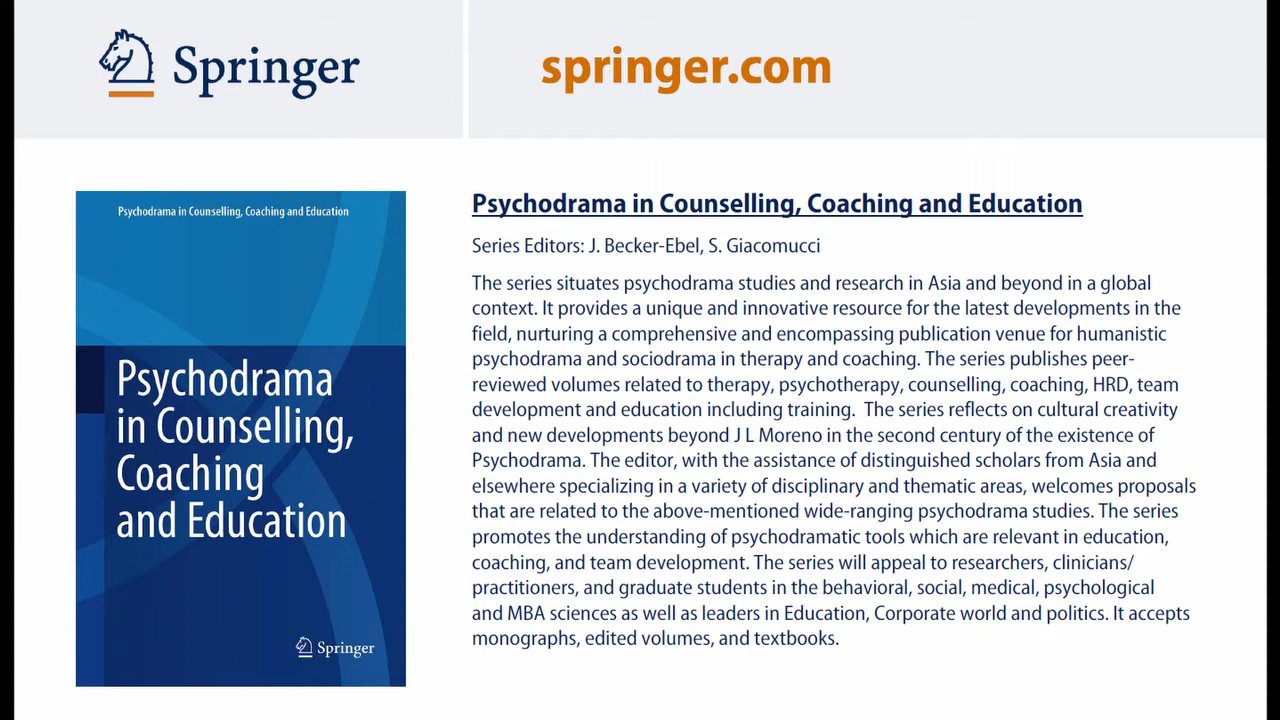 Springer
springer.com
Psychodrama in Counselling, Coaching and Education
Psychodrama
in Counselling,
Coaching
and Education
Springer
Psychodrama in Counselling, Coaching and Education
Series Editors: J. Becker-Ebel, S. Giacomucci
The series situates psychodrama studies and research in Asia and beyond in a global
context. It provides a unique and innovative resource for the latest developments in the
field, nurturing a comprehensive and encompassing publication venue for humanistic
psychodrama and sociodrama in therapy and coaching. The series publishes peer-
reviewed volumes related to therapy, psychotherapy, counselling, coaching, HRD, team
development and education including training.  The series reflects on cultural creativity
and new developments beyond J L Moreno in the second century of the existence of
Psychodrama. The editor, with the assistance of distinguished scholars from Asia and
elsewhere specializing in a variety of disciplinary and thematic areas, welcomes proposals
that are related to the above-mentioned wide-ranging psychodrama studies. The series
promotes the understanding of psychodramatic tools which are relevant in education,
coaching, and team development. The series will appeal to researchers, clinicians/
practitioners, and graduate students in the behavioral, social, medical, psychological
and MBA sciences as well as leaders in Education, Corporate world and politics. It accepts
monographs, edited volumes, and textbooks.